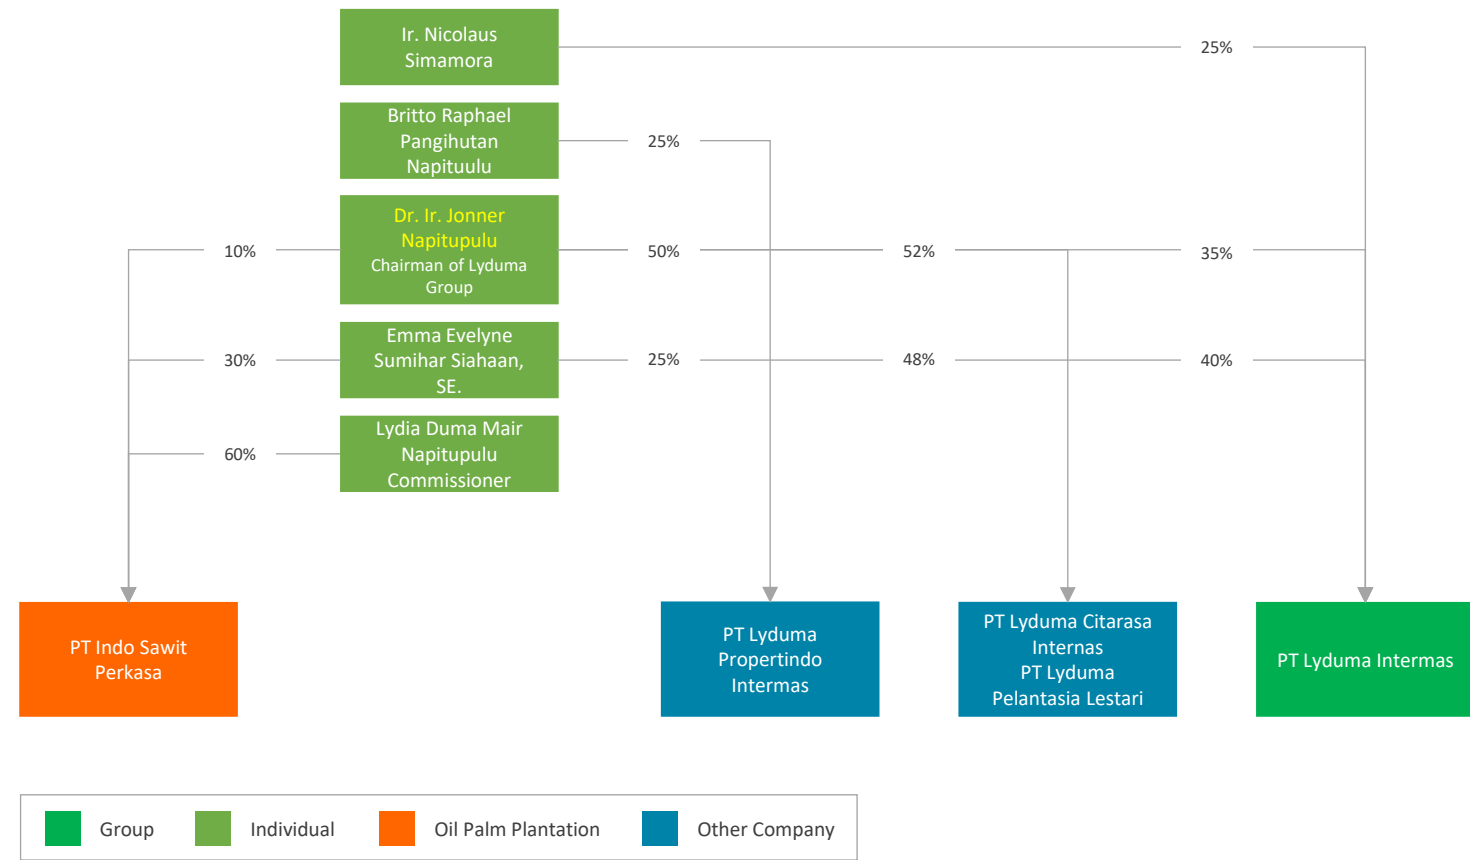 Ir. Nicolaus
Simamora
25%
Britto Raphael
Pangihutan
Napituulu
25%
Dr. Ir. Jonner
Napitupulu
Chairman of Lyduma
Group
10%
50%
52%
35%
Emma Evelyne
Sumihar Siahaan,
SE.
30%
25%
48%
40%
Lydia Duma Mair
Napitupulu
Commissioner
60%
PT Indo Sawit
Perkasa
PT Lyduma
Propertindo
Intermas
PT Lyduma Citarasa
Internas
PT Lyduma
Pelantasia Lestari
PT Lyduma Intermas
Group
Individual
Oil Palm Plantation
Other Company